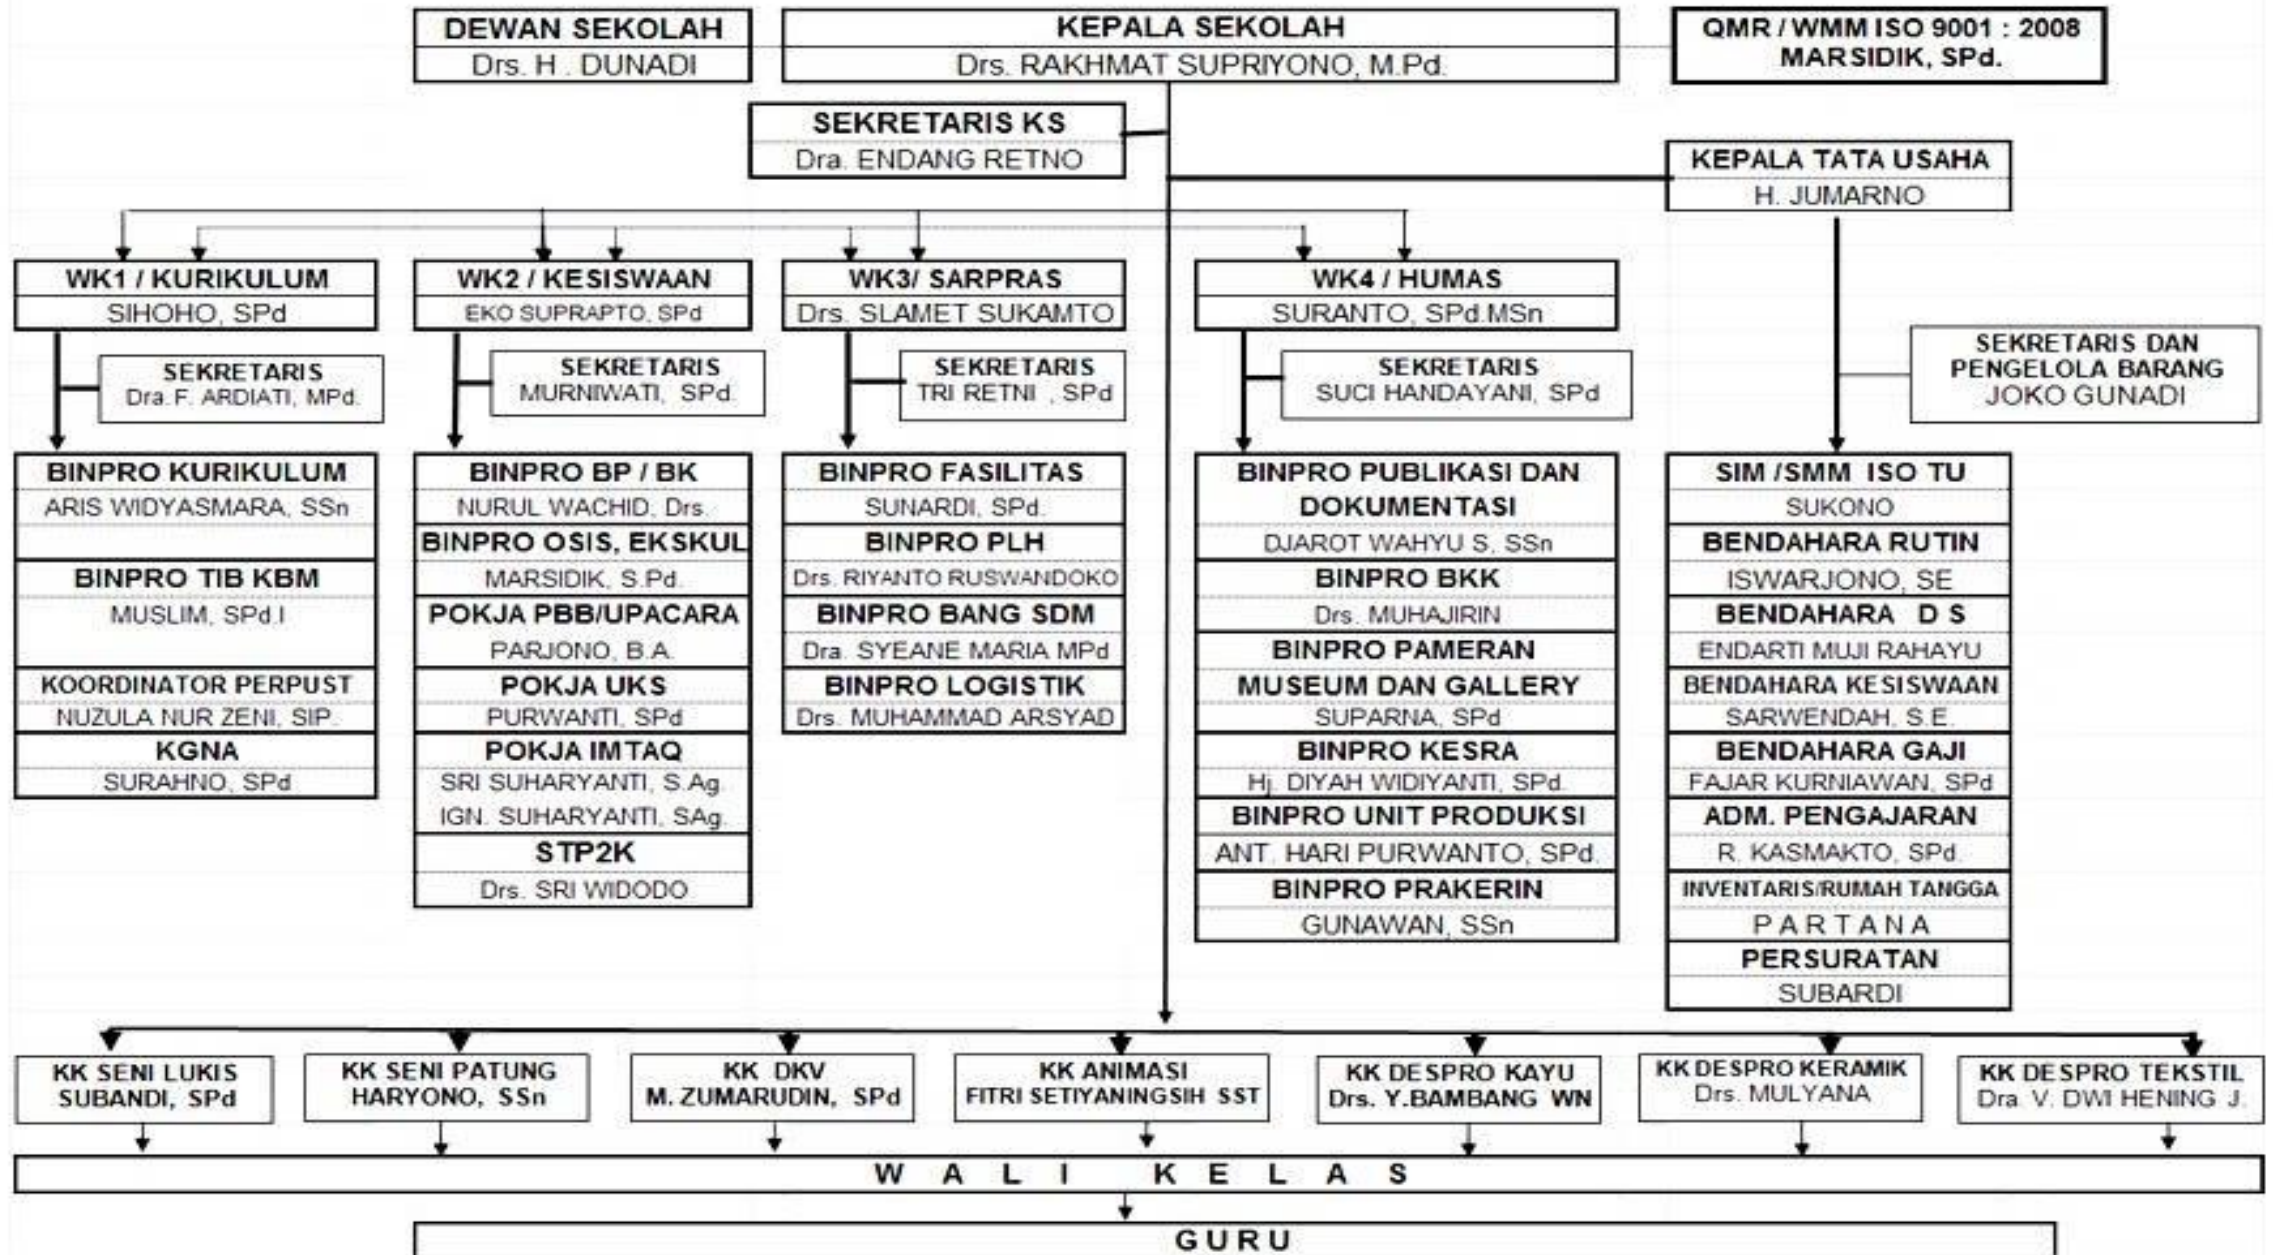 DEWAN SEKOLAH
Drs. H . DUNADI
KEPALA SEKOLAH
Drs. RAKHMAT SUPRIYONO, M.Pd.
QMR / WMM ISO 9001 : 2008
MARSIDIK, SPd.
SEKRETARIS KS
Dra. ENDANG RETNO
KEPALA TATA USAHA
H. JUMARNO
WK1 / KURIKULUM
SIHOHO, SPd
WK2 / KESISWAAN
EKO SUPRAPTO, SPd
WK3/ SARPRAS
Drs. SLAMET SUKAMTO
WK4 / HUMAS
SURANTO, SPd.MSn
SEKRETARIS
Dra. F. ARDIATI, MPd.
SEKRETARIS
MURNIWATI, SPd.
SEKRETARIS
TRI RETNI , SPd
SEKRETARIS
SUCI HANDAYANI, SPd
SEKRETARIS DAN
PENGELOLA BARANG
JOKO GUNADI
BINPRO KURIKULUM
ARIS WIDYASMARA, SSn
BINPRO TIB KBM
MUSLIM, SPd.I
KOORDINATOR PERPUST
NUZULA NUR ZENI, SIP.
KGNA
SURAHNO, SPd
BINPRO BP / BK
NURUL WACHID, Drs.
BINPRO OSIS, EKSKUL
MARSIDIK, S.Pd.
POKJA PBB/UPACARA
PARJONO, B.A.
POKJA UKS
PURWANTI, SPd
POKJA IMTAQ
SRI SUHARYANTI, S.Ag.
IGN. SUHARYANTI, SAg.
STP2K
Drs. SRI WIDODO
BINPRO FASILITAS
SUNARDI, SPd.
BINPRO PLH
Drs. RIYANTO RUSWANDOKO
BINPRO BANG SDM
Dra. SYEANE MARIA MPd
BINPRO LOGISTIK
Drs. MUHAMMAD ARSYAD
BINPRO PUBLIKASI DAN
DOKUMENTASI
DJAROT WAHYU S, SSn
BINPRO BKK
Drs. MUHAJIRIN
BINPRO PAMERAN
MUSEUM DAN GALLERY
SUPARNA, SPd
BINPRO KESRA
Hj. DIYAH WIDIYANTI, SPd.
BINPRO UNIT PRODUKSI
ANT. HARI PURWANTO, SPd.
BINPRO PRAKERIN
GUNAWAN, SSn
SIM /SMM ISO TU
SUKONO
BENDAHARA RUTIN
ISWARJONO, SE
BENDAHARA D S
ENDARTI MUJI RAHAYU
BENDAHARA KESISWAAN
SARWENDAH, S.E.
BENDAHARA GAJI
FAJAR KURNIAWAN, SPd
ADM. PENGAJARAN
R. KASMAKTO, SPd.
INVENTARIS/RUMAH TANGGA
P A R T A N A
PERSURATAN
SUBARDI
KK SENI LUKIS
SUBANDI, SPd
KK SENI PATUNG
HARYONO, SSn
KK DKV
M. ZUMARUDIN, SPd
KK ANIMASI
FITRI SETIYANINGSIH SST
KK DESPRO KAYU
Drs. Y.BAMBANG WN
KK DESPRO KERAMIK
Drs. MULYANA
KK DESPRO TEKSTIL
Dra. V. DWI HENING J.
W A L I K E L A S
G U R U